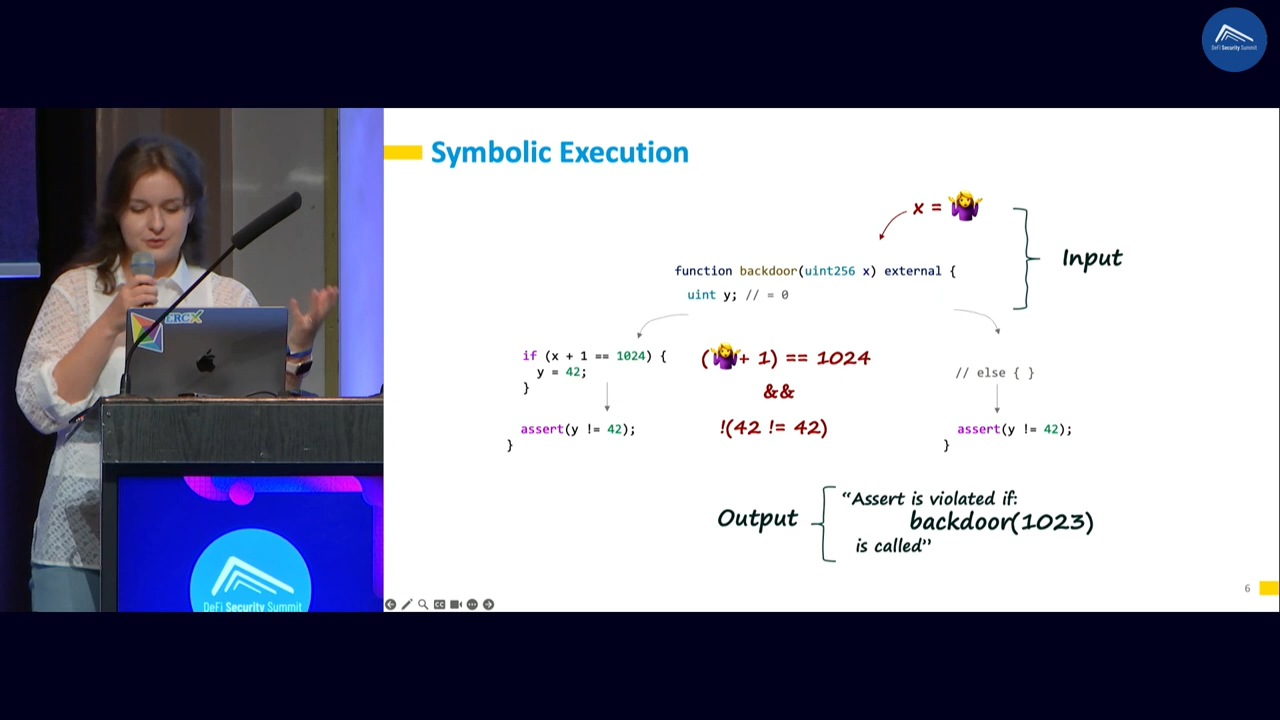 DeFi Security Summit
Symbolic Execution
x = 🤷‍♀️
Input
function backdoor(uint256 x) external {
uint y; // = 0
if (x + 1 == 1024) {
y = 42;
}
assert(y != 42);
}
(🤷‍♀️+ 1) == 1024
&&
!(42 != 42)
// else { }
assert(y != 42);
}
Output
“Assert is violated if:
backdoor(1023)
is called”
6
ERCx
DeFi Security Summit